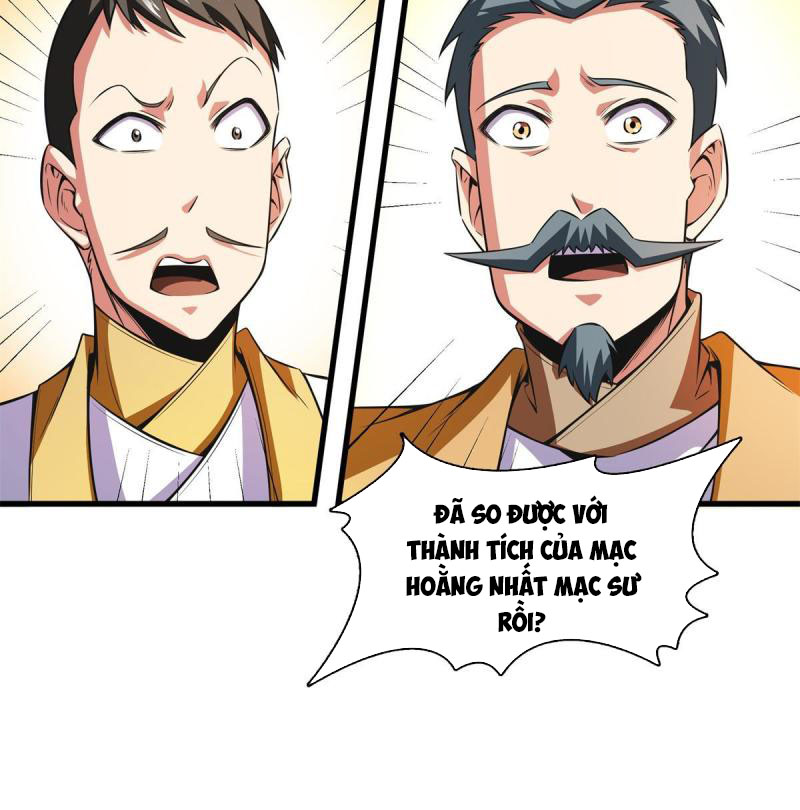 ĐÃ SO ĐƯỢC VỚI
THÀNH TÍCH CỦA MẠC
HOẰNG NHẤT MẠC SƯ
RỒI?